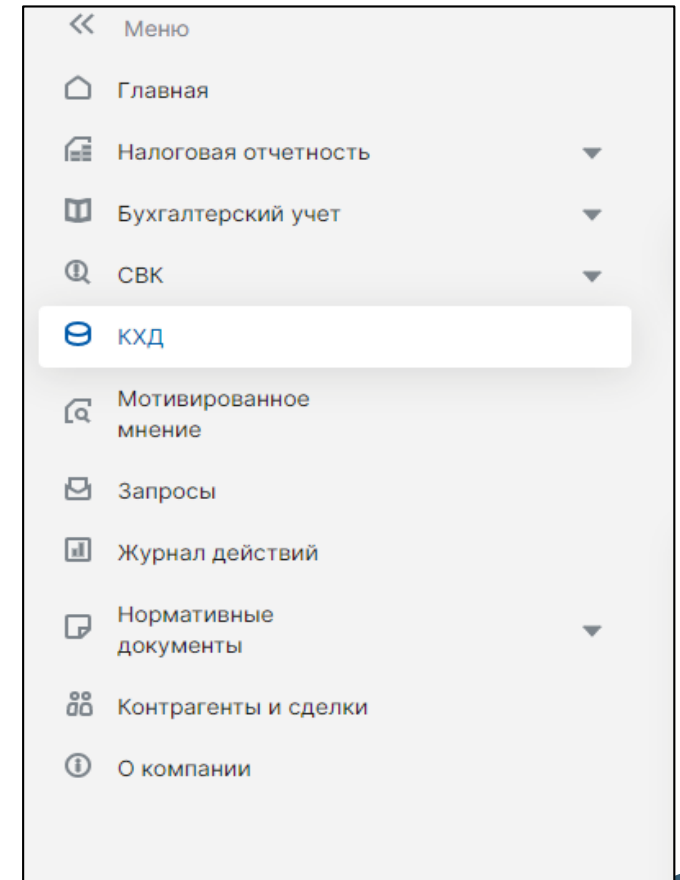 Меню
Главная
Налоговая отчетность
Бухгалтерский учет
СВК
КХД
Мотивированное
мнение
Запросы
Журнал действий
Нормативные
документы
Контрагенты и сделки
О компании